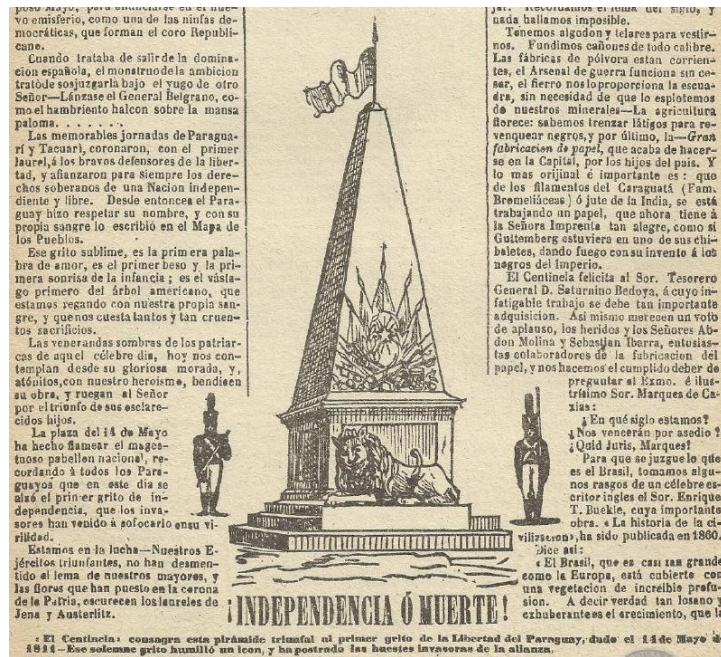 poso Mayo, para anunciarse en el nue-
vo emisferio, como una de las ninfas de-
mocráticas, que forman el coro Republi-
cano.
Cuando trataba de salir de la domina-
cion española, el monstruo de la ambicion
tratóde sosjuzgarla bajo el yugo de otro
Señor—Lánzase el General Belgrano, co-
mo el hambriento halcon sobre la mansa
paloma. . . . . .
Las memorables jornadas de Paragua-
rí y Tacuarì, coronaron, con el primer
laurel,á los bravos defensores de la liber-
tad, y afianzaron para siempre los dere-
chos soberanos de una Nacion indepen-
diente y libre. Desde entonces el Para-
guay hizo respetar su nombre, y con su
propia sangre lo escribió en el Mapa de
los Pueblos.
Ese grito sublime, es la primera pala-
bra de amor, es el primer beso y la pri-
mera sonrisa de la infancia ; es el vásta-
go primero del árbol americano, que
estamos regando con nuestra propia san-
gre, y que nos cuesta tantos y tan cruen-
tos sacrificios.
Las venerandas sombras de los patriar-
cas de aquel célebre dia, hoy nos con-
templan desde su gloriosa morada, y,
atónitos,con nuestro heroismo, bendicen
su obra, y ruegan al Señor
por el triunfo de sus esclare-
cidos hijos.
La plaza del 14 de Mayo
ha hecho flamear el mages-
tuoso pabellon nacional, re-
cordando á todos los Para-
guayos que en este dia se
alzó el primer grito de in-
dependencia, que los inva-
sores han venido á sofocarlo en su vi-
rilidad.
Estamos en la lucha—Nuestros E-
jércitos triunfantes, no han desmen-
tido el lema de nuestros mayores, y
las flores que han puesto en la corona
de la Patria, oscurecen los laureles de
Jena y Austerlitz.
jar. Recordamos el lema del siglo, y
nada hallamos imposible.
Tenemos algodon y telares para vestir-
nos. Fundimos cañones de todo calibre.
Las fábricas de pólvora estan corrien-
tes, el Arsenal de guerra funciona sin ce-
sar, el fierro nos lo proporciona la escua-
dra, sin necesidad de que lo esplotemos
de nuestros minerales—La agricultura
florece: sabemos trenzar látigos para re-
venquear negros, y por último, la—Gran
fabricacion de papel, que acaba de hacer-
se en la Capital, por los hijos del pais. Y
lo mas orijinal é importante es : que
de los filamentos del Caraguatá (Fam.
Bromeliáceas) ó jute de la India, se está
trabajando un papel, que ahora tiene á
la Señora Imprenta tan alegre, como si
Guttemberg estuviera en uno de sus chi-
baletes, dando fuego con su invento á los
negros del Imperio.
El Centinela felicita al Sor. Tesorero
General D. Saturnino Bedoya, á cuyo in-
fatigable trabajo se debe tan importante
adquisicion. Asi mismo merecen un voto
de aplauso, los heridos y los Señores Ab-
don Molina y Sebastian Ibarra, entusias-
tas colaboradores de la fabricacion del
papel, y nos hacemos el cumplido deber de
preguntar al Exmo. é ilus-
trísimo Sor. Marques de Ca-
xias:
¿En qué siglo estamos?
¿Nos vencerán por asedio?
¿Quid Juris, Marques?
Para que se juzgue lo que
es el Brasil, tomamos algu-
nos rasgos de un célebre es-
critor ingles el Sor. Enrique
T. Buekle, cuya importante
obra. « La historia de la ci-
vilizacion», ha sido publicada en 1860.
Dice asi:
« El Brasil, que es casi tan grande
como la Europa, está cubierto con
una vegetacion de increible profu-
sion. A decir verdad tan losano y
exhuberante es el crecimiento, que la
¡INDEPENDENCIA Ó MUERTE!
« El Centinela» consagra esta pirámide triunfal al primer grito de la Libertad del Paraguay, dado el 14 de Mayo de
1811—Ese solemne grito humilló un leon, y ha postrado las huestes invasoras de la alianza.